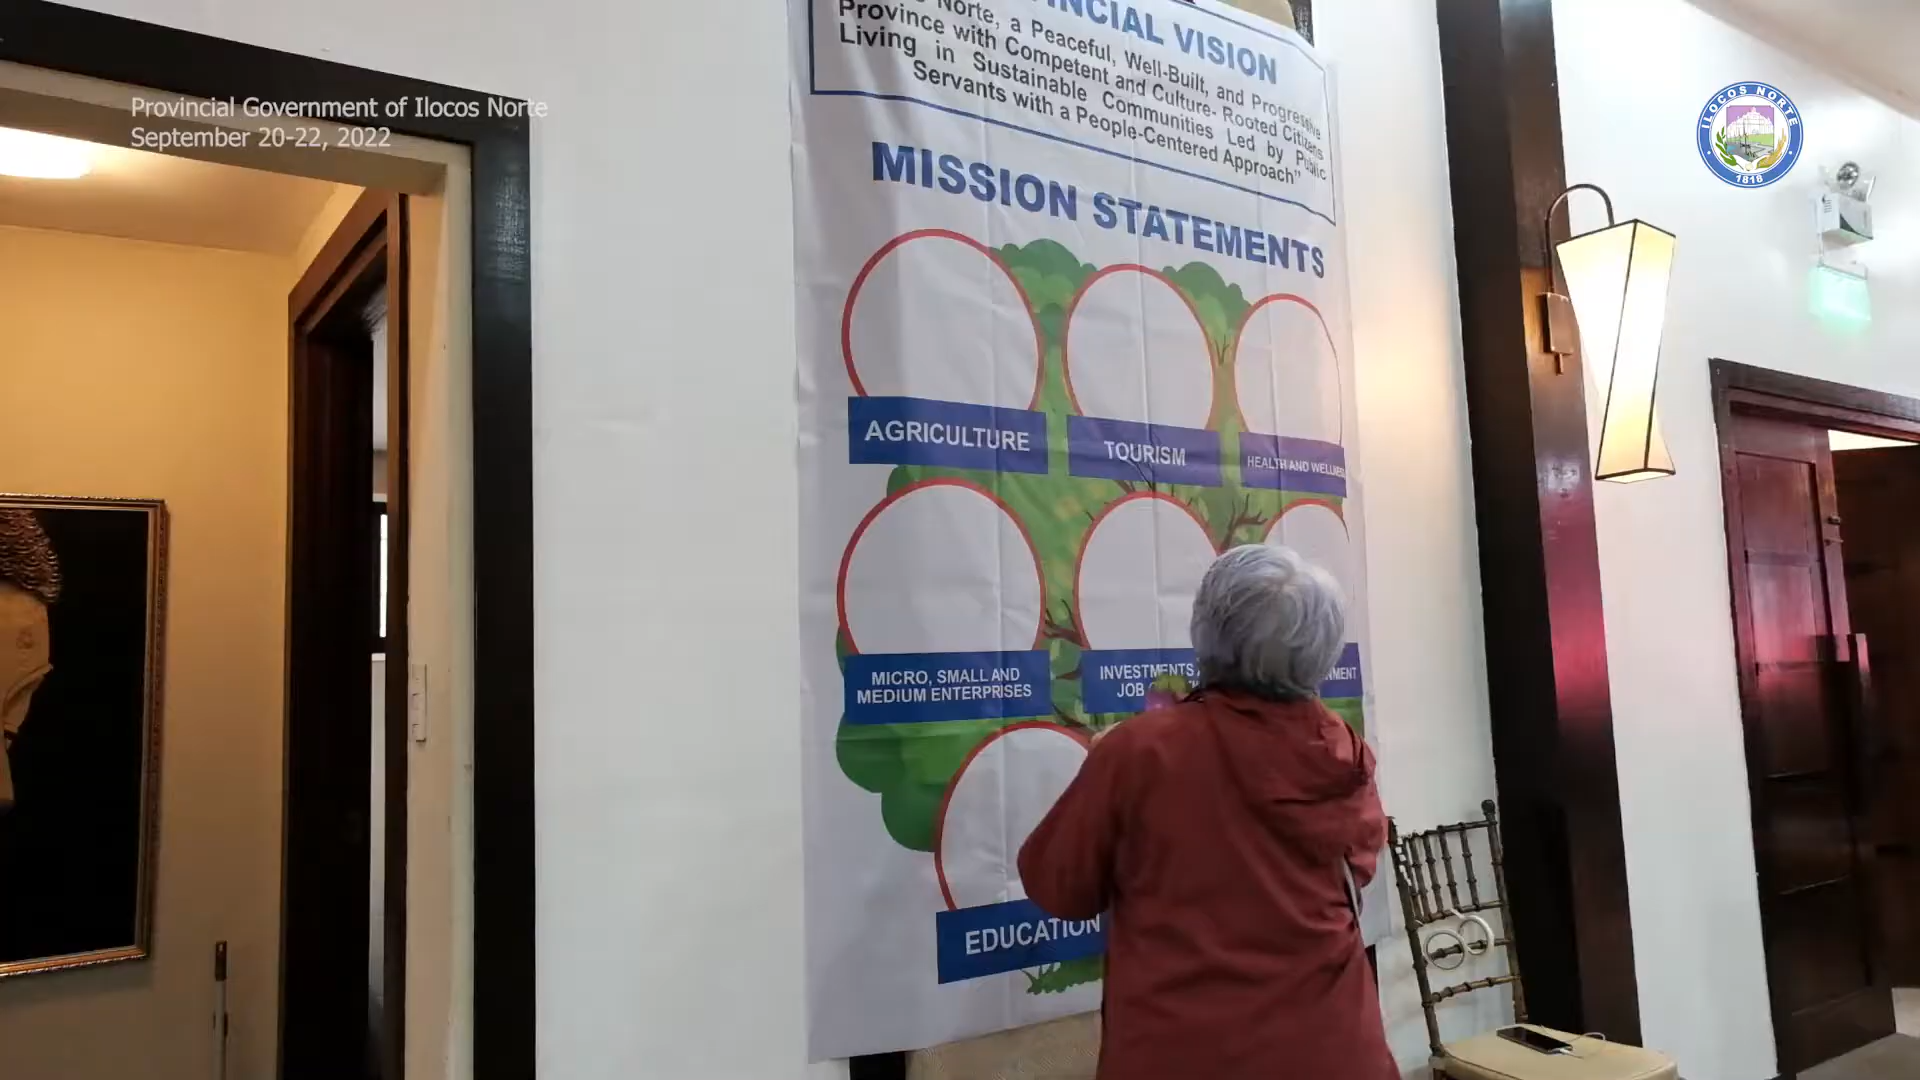 Provincial Government of Ilocos Norte
September 20-22, 2022
VISION
Norte, a Peaceful, Well-Built, and Progressive
Province with Competent and Culture- Rooted Citizens
Living in Sustainable Communities Led by Public
Servants with a People-Centered Approach"
MISSION STATEMENTS
ILOCOS NORTE
1818
AGRICULTURE
TOURISM
HEALTH AND WELLNESS
MICRO, SMALL AND
MEDIUM ENTERPRISES
INVESTMENTS
JOB
EDUCATION